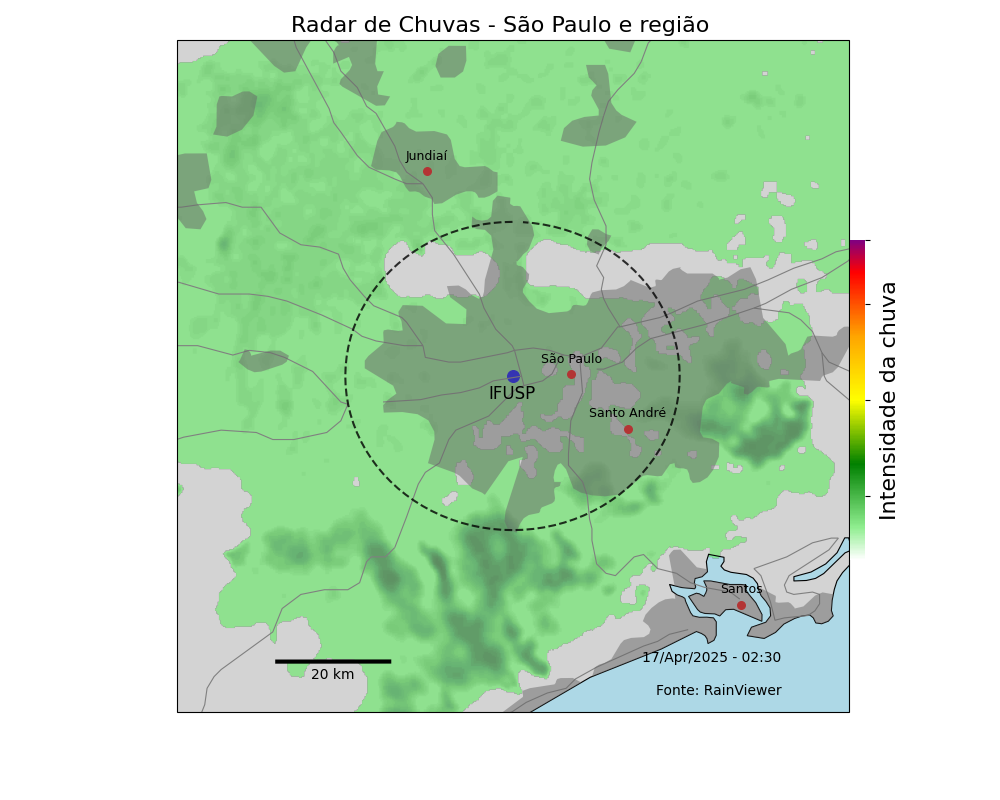 Radar de Chuvas - São Paulo e região
Jundiaí
São Paulo
IFUSP
Santo André
Intensidade da chuva
Santos
17/Apr/2025 - 02:30
20 km
Fonte: RainViewer